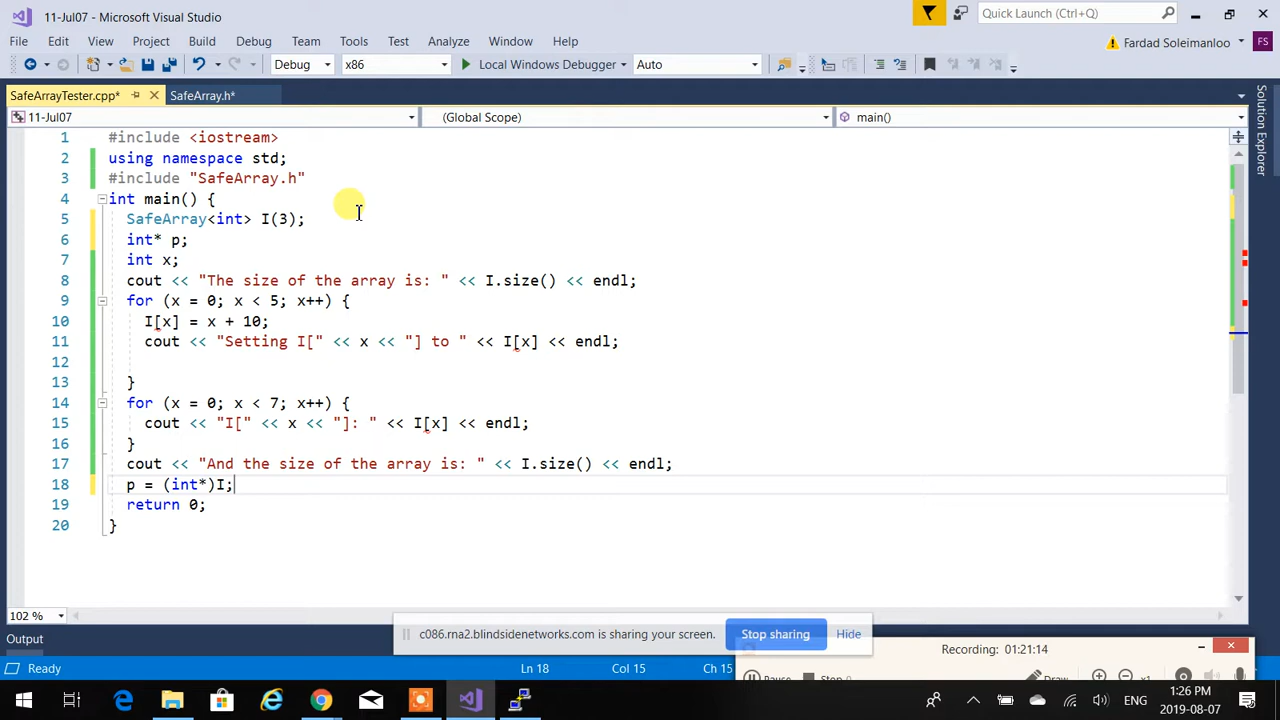 11-Jul07 - Microsoft Visual Studio
Quick Launch (Ctrl+Q)
File Edit View Project Build Debug Team Tools Test Analyze Window Help
Fardad Soleimanloo FS
Debug x86 Local Windows Debugger Auto
SafeArrayTester.cpp* SafeArray.h*
11-Jul07 (Global Scope) main()
Solution Explorer
1 #include <iostream>
2 using namespace std;
3 #include "SafeArray.h"
4 int main() {
5 SafeArray<int> I(3);
6 int* p;
7 int x;
8 cout << "The size of the array is: " << I.size() << endl;
9 for (x = 0; x < 5; x++) {
10 I[x] = x + 10;
11 cout << "Setting I[" << x << "] to " << I[x] << endl;
12
13 }
14 for (x = 0; x < 7; x++) {
15 cout << "I[" << x << "]: " << I[x] << endl;
16 }
17 cout << "And the size of the array is: " << I.size() << endl;
18 p = (int*)I;
19 return 0;
20 }
102 %
c086.rna2.blindsidenetworks.com is sharing your screen. Stop sharing Hide
Output
Recording: 01:21:14
Ready Ln 18 Col 15 Ch 15
Pause Stop Draw
ENG 1:26 PM
2019-08-07